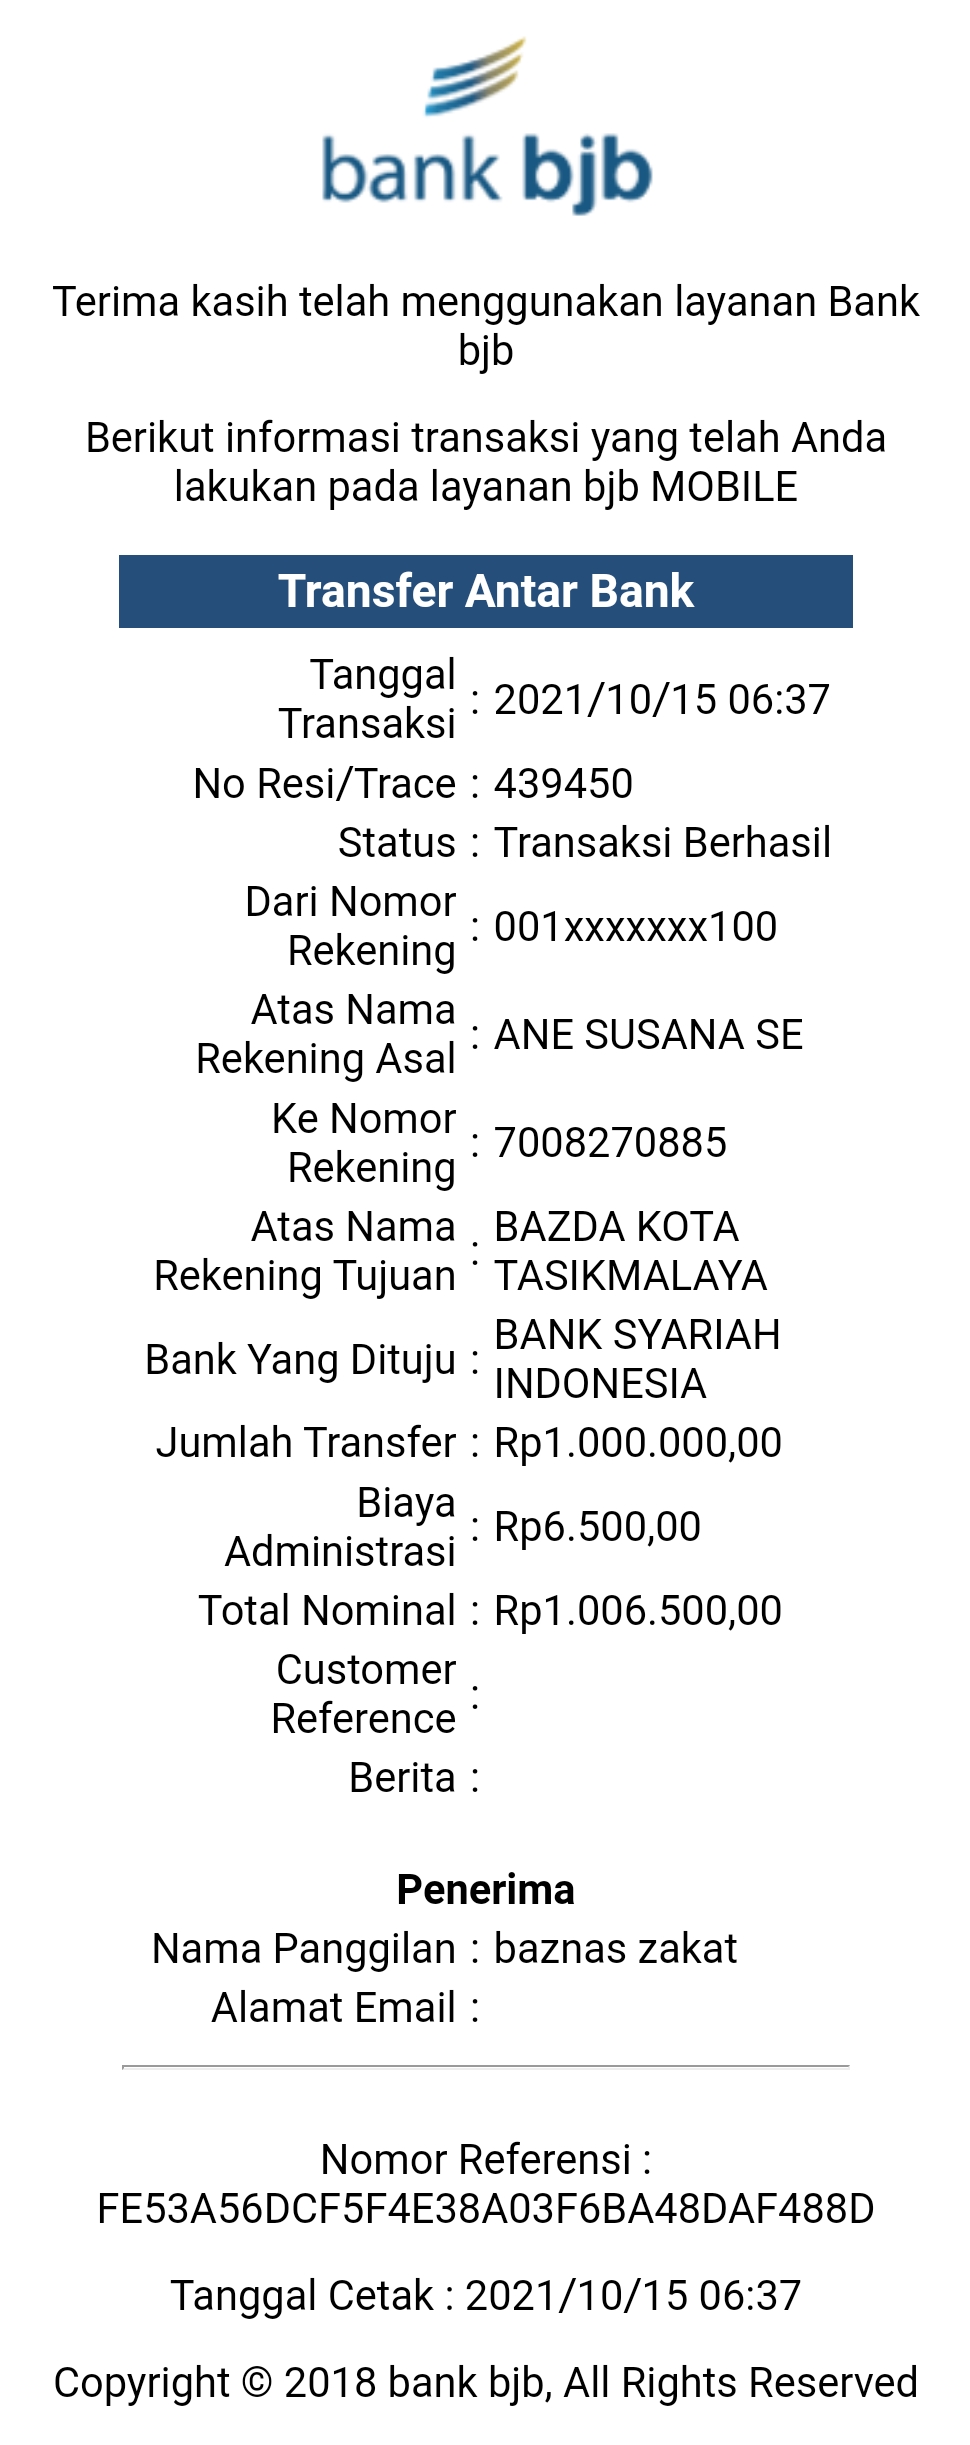 bank bjb
Terima kasih telah menggunakan layanan Bank
bjb
Berikut informasi transaksi yang telah Anda
lakukan pada layanan bjb MOBILE
Transfer Antar Bank
Tanggal
Transaksi : 2021/10/15 06:37
No Resi/Trace : 439450
Status : Transaksi Berhasil
Dari Nomor
Rekening : 001xxxxxxx100
Atas Nama
Rekening Asal : ANE SUSANA SE
Ke Nomor
Rekening : 7008270885
Atas Nama
Rekening Tujuan : BAZDA KOTA
TASIKMALAYA
Bank Yang Dituju : BANK SYARIAH
INDONESIA
Jumlah Transfer : Rp1.000.000,00
Biaya
Administrasi : Rp6.500,00
Total Nominal : Rp1.006.500,00
Customer
Reference :
Berita :
Penerima
Nama Panggilan : baznas zakat
Alamat Email :
Nomor Referensi :
FE53A56DCF5F4E38A03F6BA48DAF488D
Tanggal Cetak : 2021/10/15 06:37
Copyright © 2018 bank bjb, All Rights Reserved